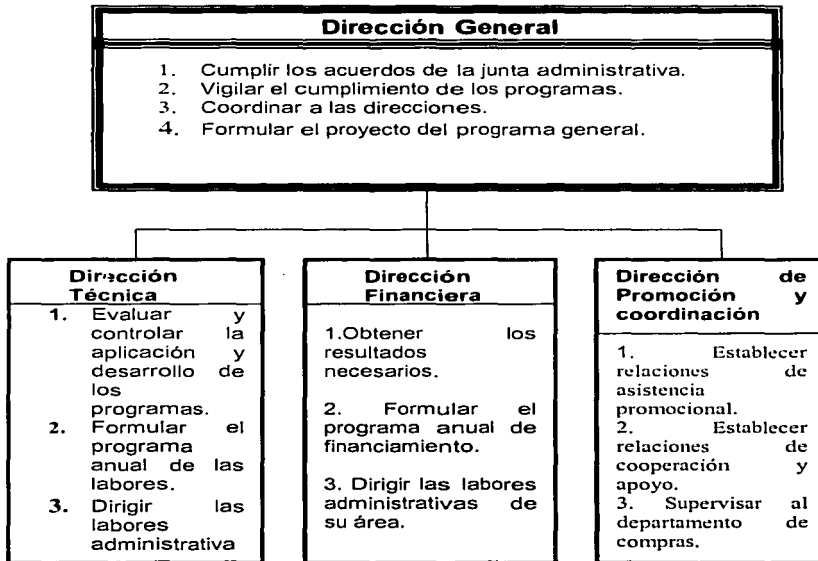 Dirección General
1. Cumplir los acuerdos de la junta administrativa.
2. Vigilar el cumplimiento de los programas.
3. Coordinar a las direcciones.
4. Formular el proyecto del programa general.
Dirección
Técnica
1. Evaluar y
controlar la
aplicación y
desarrollo de
los
programas.
2. Formular el
programa
anual de las
labores.
3. Dirigir las
labores
administrativa
Dirección
Financiera
1.Obtener los
resultados
necesarios.
2. Formular el
programa anual de
financiamiento.
3. Dirigir las labores
administrativas de
su área.
Dirección de
Promoción y
coordinación
1. Establecer
relaciones de
asistencia
promocional.
2. Establecer
relaciones de
cooperación y
apoyo.
3. Supervisar al
departamento de
compras.